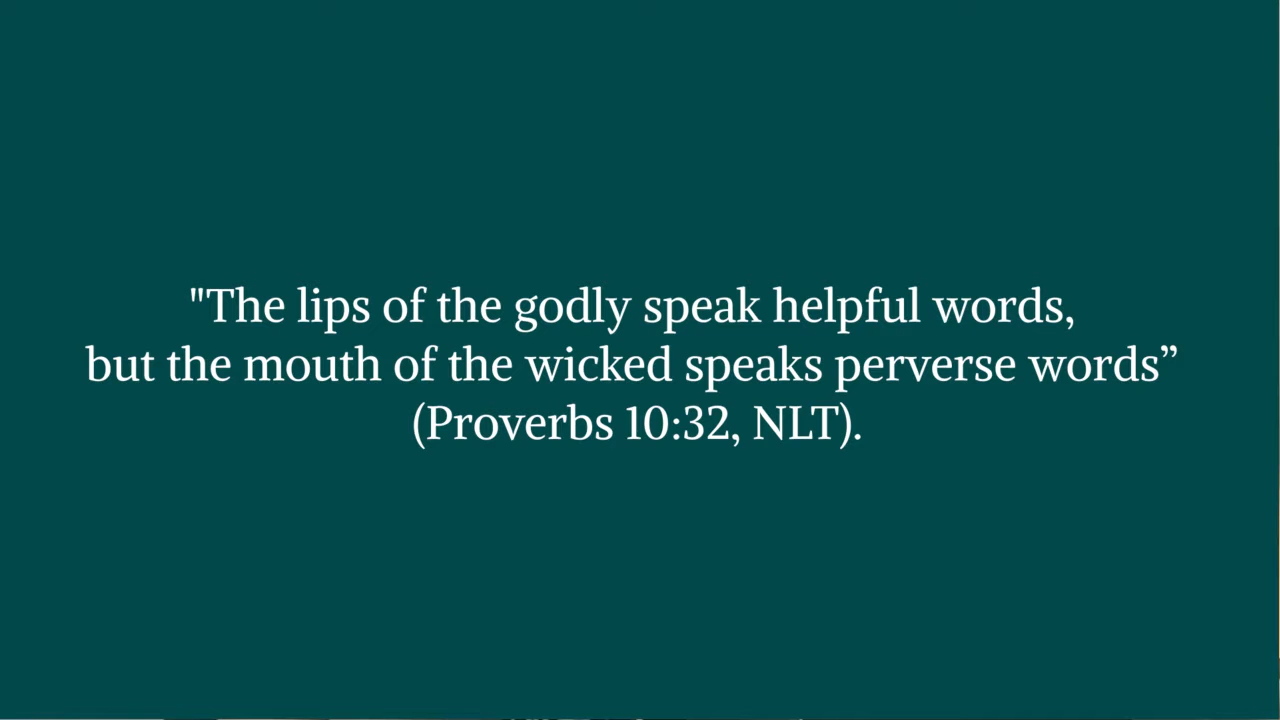 "The lips of the godly speak helpful words,
but the mouth of the wicked speaks perverse words”
(Proverbs 10:32, NLT).